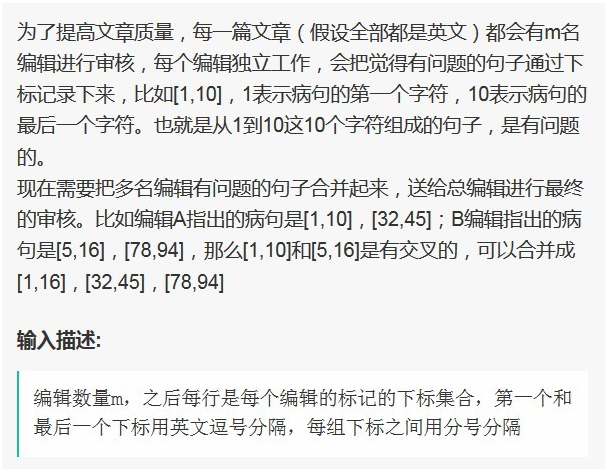 为了提高文章质量，每一篇文章（假设全部都是英文）都会有m名
编辑进行审核，每个编辑独立工作，会把觉得有问题的句子通过下
标记录下来，比如[1,10]，1表示病句的第一个字符，10表示病句的
最后一个字符。也就是从1到10这10个字符组成的句子，是有问题
的。
现在需要把多名编辑有问题的句子合并起来，送给总编辑进行最终
的审核。比如编辑A指出的病句是[1,10]，[32,45]；B编辑指出的病
句是[5,16]，[78,94]，那么[1,10]和[5,16]是有交叉的，可以合并成
[1,16]，[32,45]，[78,94]
输入描述:
编辑数量m，之后每行是每个编辑的标记的下标集合，第一个和
最后一个下标用英文逗号分隔，每组下标之间用分号分隔